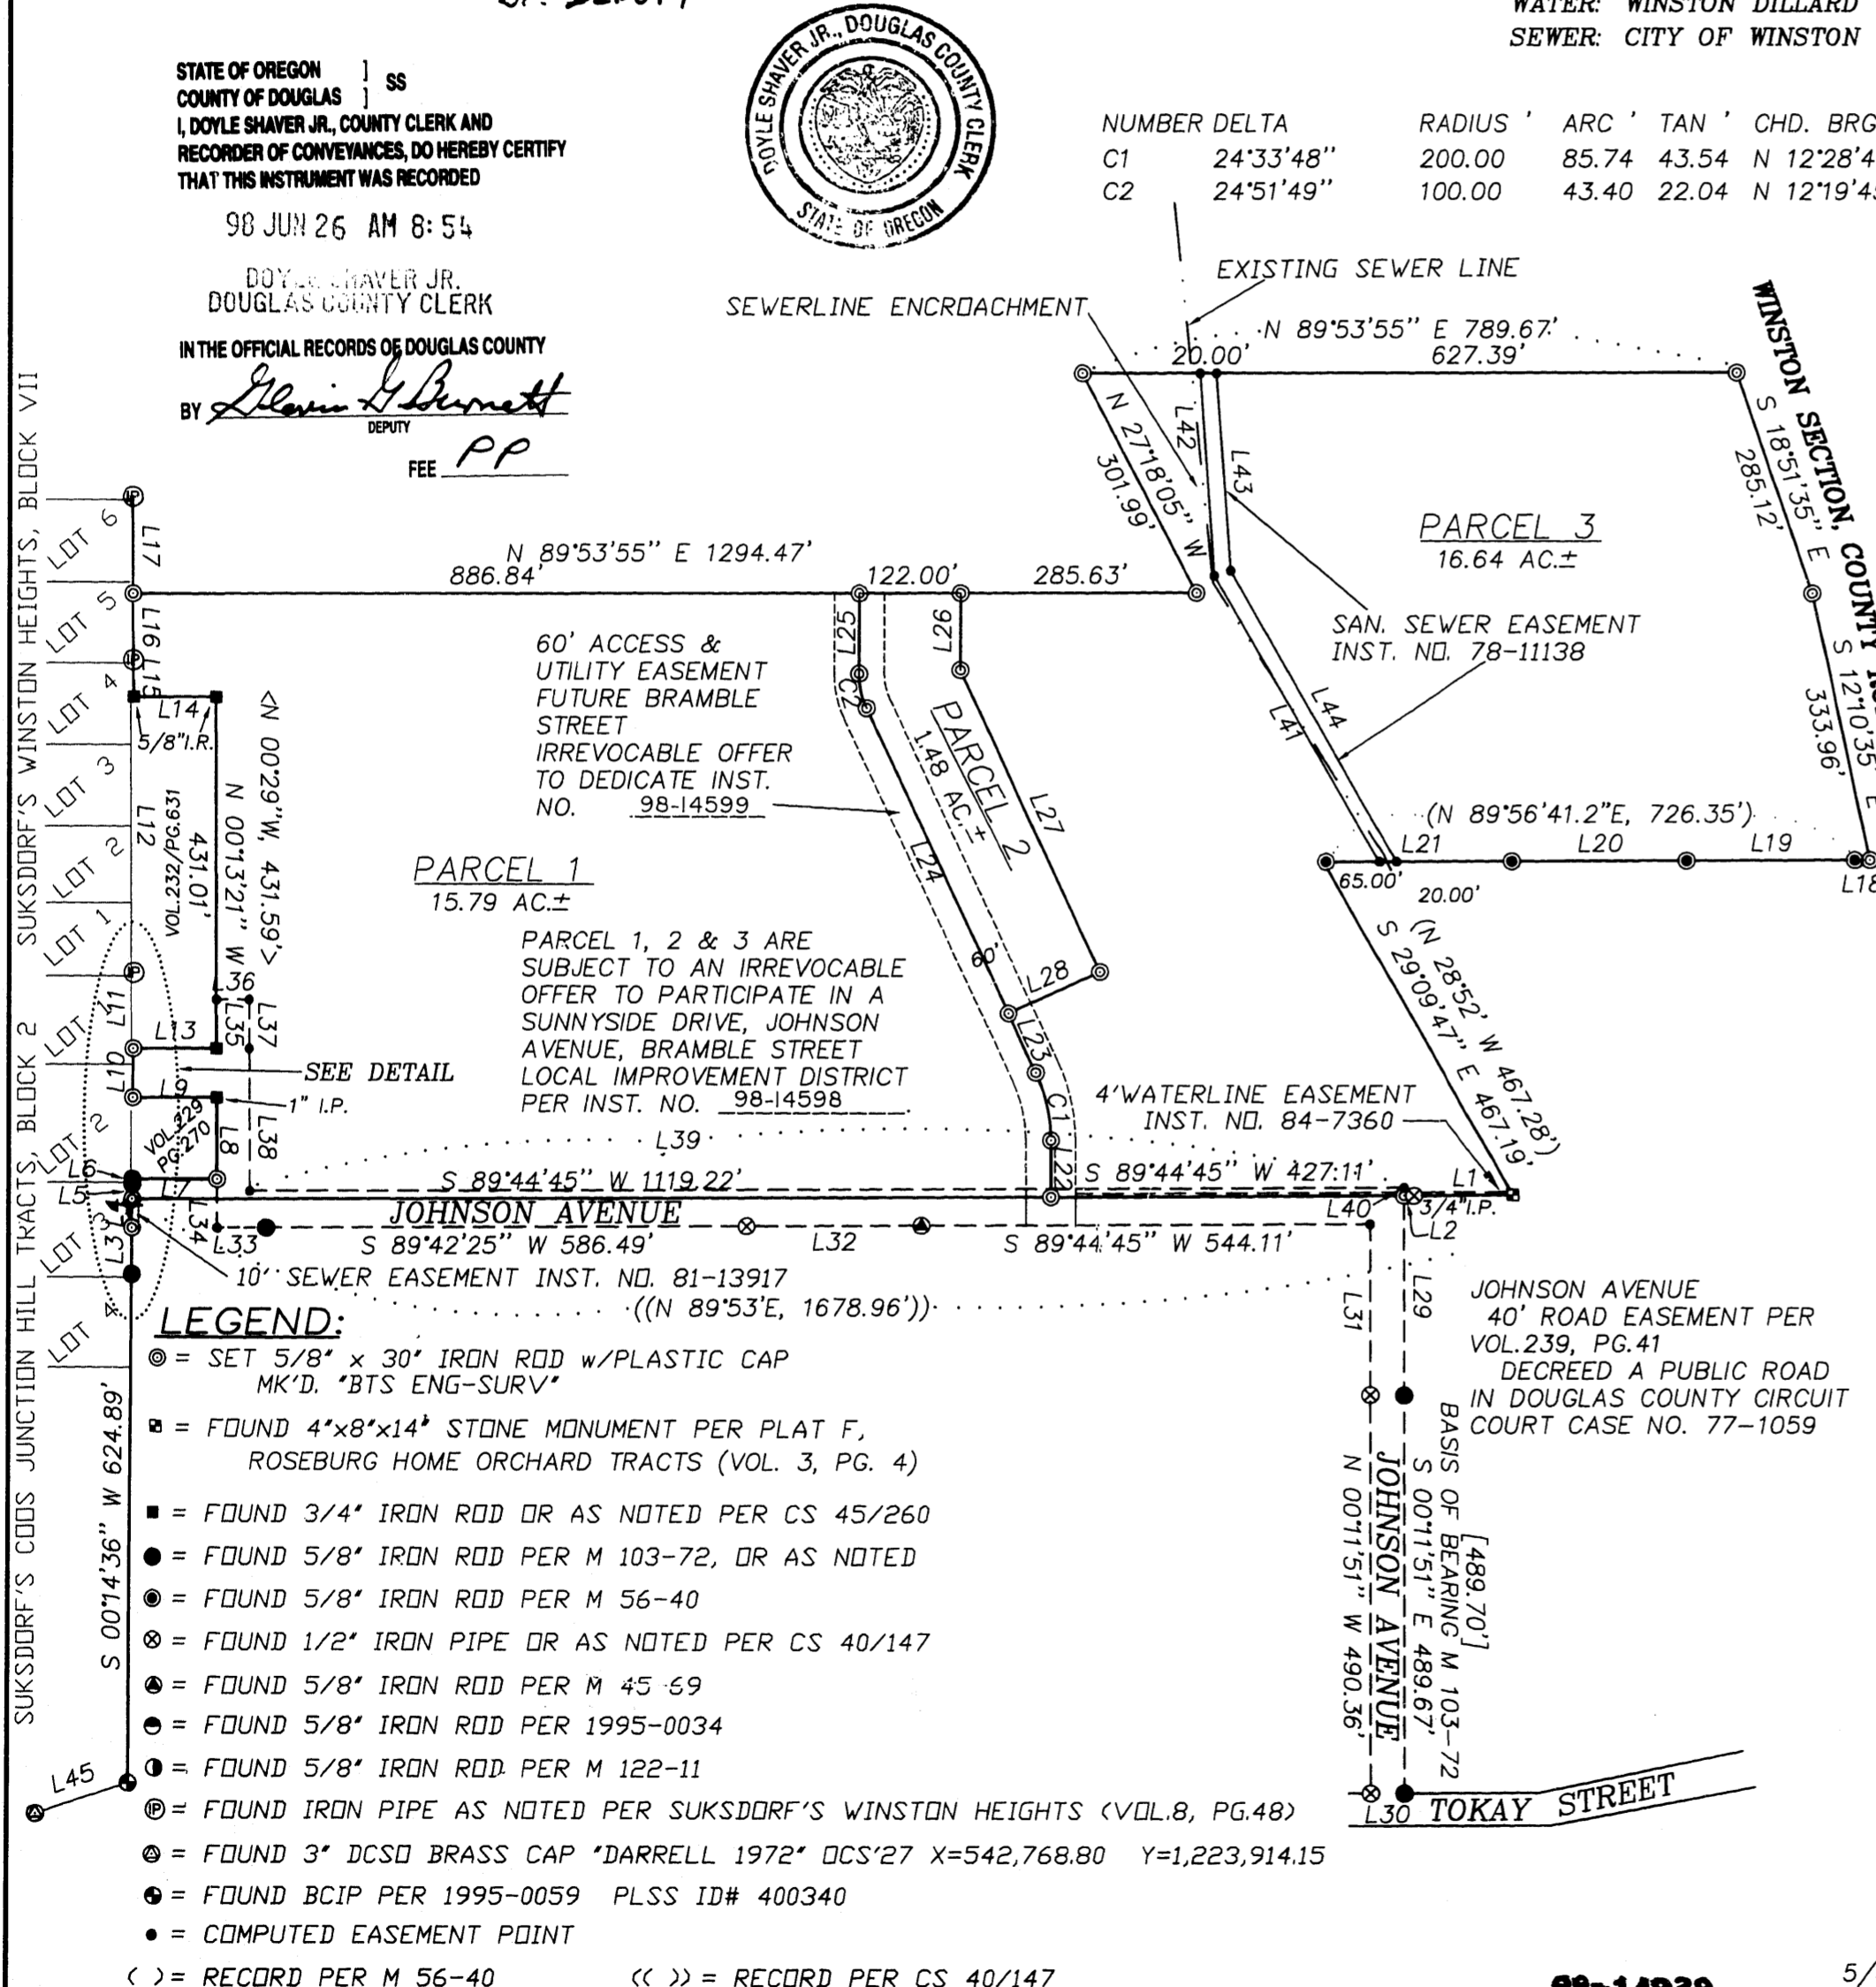 WATER: WINSTON DILLARD
SEWER: CITY OF WINSTON
STATE OF OREGON ] SS
COUNTY OF DOUGLAS ]
I, DOYLE SHAVER JR., COUNTY CLERK AND
RECORDER OF CONVEYANCES, DO HEREBY CERTIFY
THAT THIS INSTRUMENT WAS RECORDED
98 JUN 26 AM 8:54
DOYLE SHAVER JR.
DOUGLAS COUNTY CLERK
IN THE OFFICIAL RECORDS OF DOUGLAS COUNTY
BY
DEPUTY
FEE PP
DOYLE SHAVER JR., DOUGLAS COUNTY CLERK
STATE OF OREGON
NUMBER DELTA RADIUS ' ARC ' TAN ' CHD. BRG
C1 24°33'48" 200.00 85.74 43.54 N 12°28'4
C2 24°51'49" 100.00 43.40 22.04 N 12°19'4
EXISTING SEWER LINE
SEWERLINE ENCROACHMENT
N 89°53'55" E 789.67'
20.00' 627.39'
WINSTON SECTION, COUNTY
S 18°51'35" E
285.12'
S 12°10'35" E
333.96'
N 27°18'05" W
301.99'
L42
L43
PARCEL 3
16.64 AC.±
SAN. SEWER EASEMENT
INST. NO. 78-11138
L41
L44
(N 89°56'41.2"E, 726.35')
L21 L20 L19
L18
65.00' 20.00'
(N 28°52' W 467.28')
S 29°09'47" E 467.19'
SUKSDORF'S WINSTON HEIGHTS, BLOCK VII
LOT 6
LOT 5
LOT 4
LOT 3
LOT 2
LOT 1
L17
L16
L15
L14
5/8"I.R.
L12
VOL.232/PG.631
431.01'
N 00°13'21" W
<N 00°29"W, 431.59'>
N 89°53'55" E 1294.47'
886.84' 122.00' 285.63'
L25
L26
C2
60' ACCESS &
UTILITY EASEMENT
FUTURE BRAMBLE
STREET
IRREVOCABLE OFFER
TO DEDICATE INST.
NO. 98-14599
PARCEL 2
1.48 AC.±
L27
L24
60'
L28
L23
C1
L22
PARCEL 1
15.79 AC.±
PARCEL 1, 2 & 3 ARE
SUBJECT TO AN IRREVOCABLE
OFFER TO PARTICIPATE IN A
SUNNYSIDE DRIVE, JOHNSON
AVENUE, BRAMBLE STREET
LOCAL IMPROVEMENT DISTRICT
PER INST. NO. 98-14598.
SUKSDORF'S COOS JUNCTION HILL TRACTS, BLOCK 2
LOT 1
LOT 2
LOT 3
LOT 4
L11
L10
L13
L36
L35
L37
L9
SEE DETAIL
1" I.P.
VOL.329
PG.270
L8
L38
L6
L5
L7
L3
L34
L33
L39
4'WATERLINE EASEMENT
INST. NO. 84-7360
S 89°44'45" W 1119.22'
S 89°44'45" W 427.11'
L1
L40
3/4"I.P.
L2
JOHNSON AVENUE
S 89°42'25" W 586.49'
L32
S 89°44'45" W 544.11'
10' SEWER EASEMENT INST. NO. 81-13917
((N 89°53'E, 1678.96'))
S 00°14'36" W 624.89'
L45
L31
L29
JOHNSON AVENUE
40' ROAD EASEMENT PER
VOL.239, PG.41
DECREED A PUBLIC ROAD
IN DOUGLAS COUNTY CIRCUIT
COURT CASE NO. 77-1059
[489.70']
BASIS OF BEARING M 103-72
S 00°11'51" E 489.67'
JOHNSON AVENUE
N 00°11'51" W 490.36'
L30
TOKAY STREET
LEGEND:
= SET 5/8" x 30" IRON ROD w/PLASTIC CAP
MK'D. "BTS ENG-SURV"
= FOUND 4"x8"x14" STONE MONUMENT PER PLAT F,
ROSEBURG HOME ORCHARD TRACTS (VOL. 3, PG. 4)
■ = FOUND 3/4" IRON ROD OR AS NOTED PER CS 45/260
● = FOUND 5/8" IRON ROD PER M 103-72, OR AS NOTED
◉ = FOUND 5/8" IRON ROD PER M 56-40
⊗ = FOUND 1/2" IRON PIPE OR AS NOTED PER CS 40/147
= FOUND 5/8" IRON ROD PER M 45-69
= FOUND 5/8" IRON ROD PER 1995-0034
= FOUND 5/8" IRON ROD PER M 122-11
IP = FOUND IRON PIPE AS NOTED PER SUKSDORF'S WINSTON HEIGHTS (VOL.8, PG.48)
= FOUND 3" DCSO BRASS CAP "DARRELL 1972" OCS'27 X=542,768.80 Y=1,223,914.15
= FOUND BCIP PER 1995-0059 PLSS ID# 400340
• = COMPUTED EASEMENT POINT
( ) = RECORD PER M 56-40 (( )) = RECORD PER CS 40/147
5/